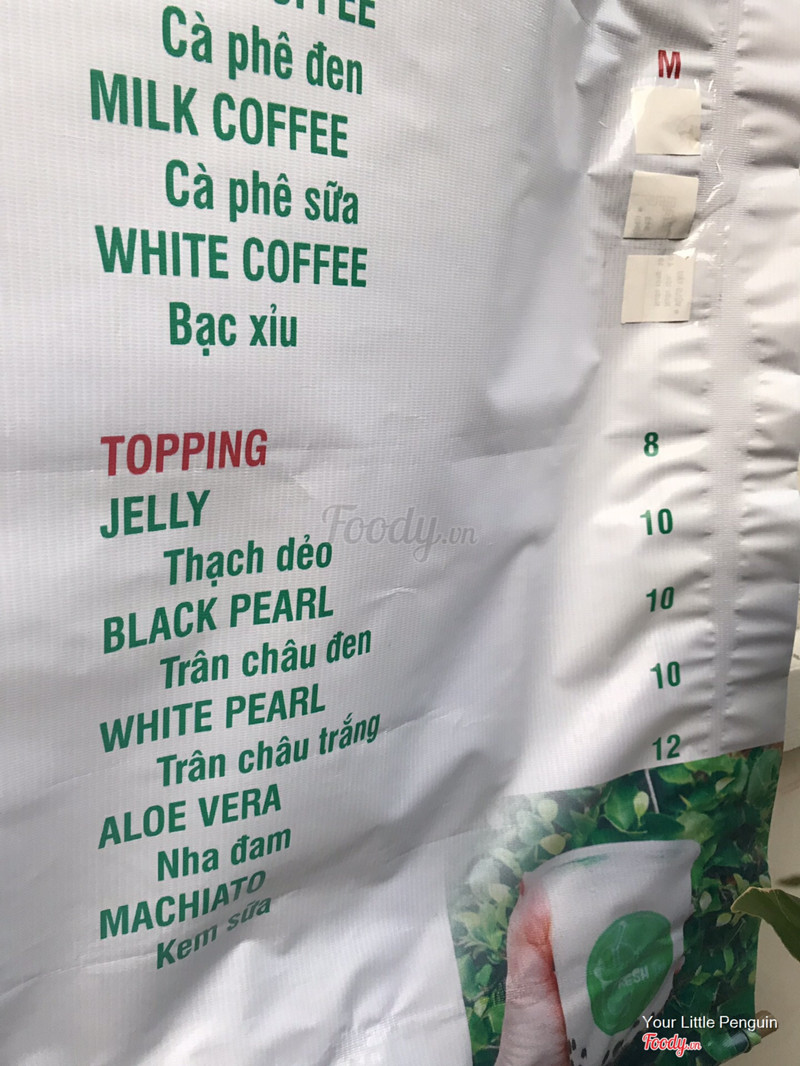 COFFEE
Cà phê đen
M
MILK COFFEE
Cà phê sữa
WHITE COFFEE
Bạc xỉu
TOPPING
8
JELLY
10
Thạch dẻo
BLACK PEARL
10
Trân châu đen
WHITE PEARL
10
Trân châu trắng
12
ALOE VERA
Nha đam
MACHIATO
Kem sữa
Foody.vn
Your Little Penguin
Foody.vn